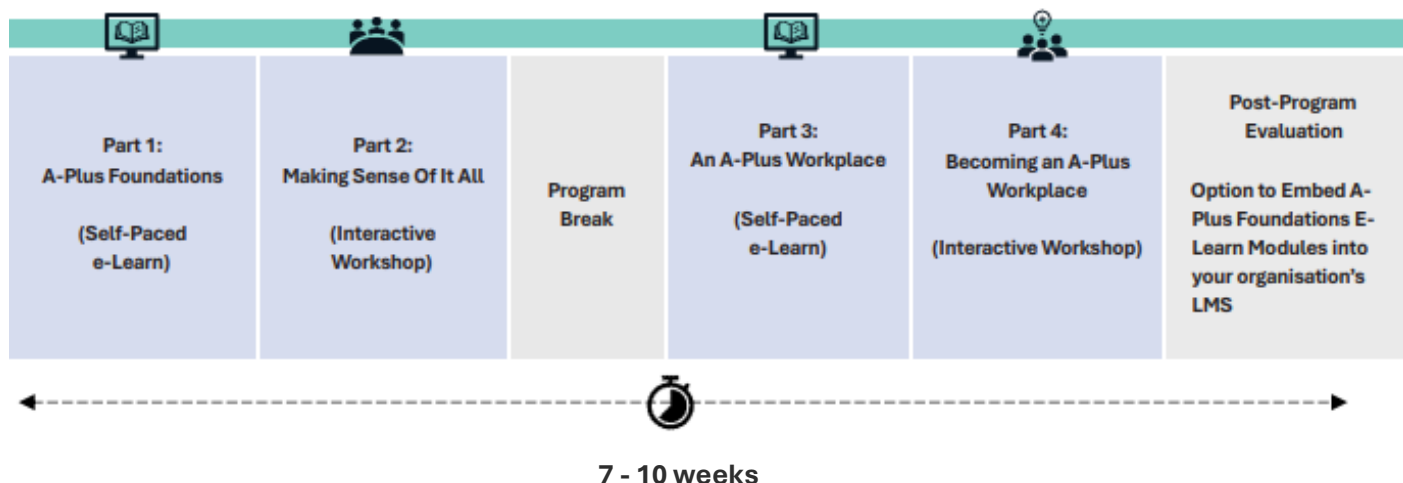 Part 1:
A-Plus Foundations
(Self-Paced
e-Learn)
Part 2:
Making Sense Of It All
(Interactive
Workshop)
Program
Break
Part 3:
An A-Plus Workplace
(Self-Paced
e-Learn)
Part 4:
Becoming an A-Plus
Workplace
(Interactive Workshop)
Post-Program
Evaluation
Option to Embed A-
Plus Foundations E-
Learn Modules into
your organisation's
LMS
7 - 10 weeks